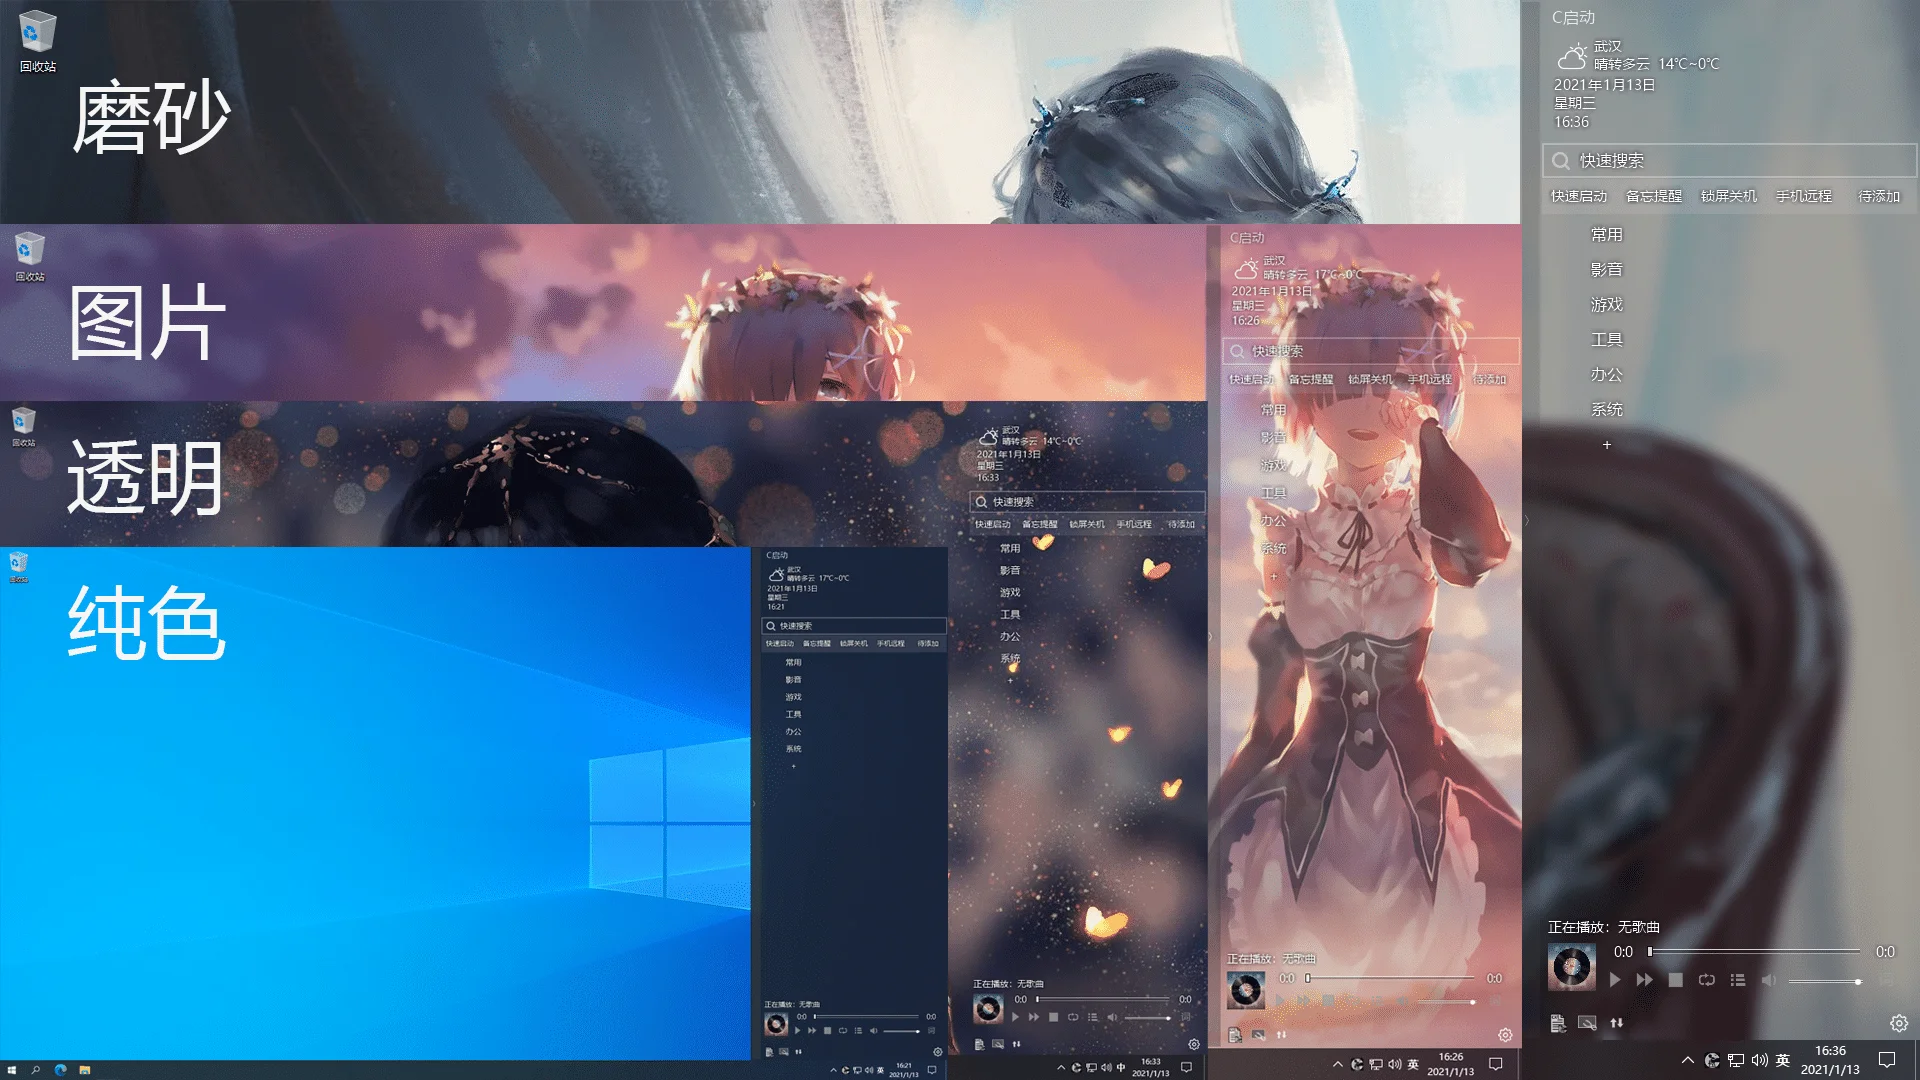 回收站
磨砂
C启动
武汉
晴转多云 14℃~0℃
2021年1月13日
星期三
16:36
快速搜索
快速启动 备忘提醒 锁屏关机 手机远程 待添加
常用
影音
游戏
工具
办公
系统
+
正在播放：无歌曲
0:0 0:0
词
英 16:36
2021/1/13
回收站
图片
C启动
武汉
晴转多云 17℃~0℃
2021年1月13日
星期三
16:26
快速搜索
快速启动 备忘提醒 锁屏关机 手机远程 待添加
常用
影音
游戏
工具
办公
系统
+
正在播放：无歌曲
0:0 0:0
英 16:26
2021/1/13
回收站
透明
武汉
晴转多云 14℃~0℃
2021年1月13日
星期三
16:33
快速搜索
快速启动 备忘提醒 锁屏关机 手机远程 待添加
常用
影音
游戏
工具
办公
系统
+
正在播放：无歌曲
0:0 0:0
词
中 16:33
2021/1/13
回收站
纯色
C启动
武汉
晴转多云 17℃~0℃
2021年1月13日
星期三
16:21
快速搜索
快速启动 备忘提醒 锁屏关机 手机远程 待添加
常用
影音
游戏
工具
办公
系统
+
正在播放：无歌曲
0:0 0:0
词
英 16:21
2021/1/13